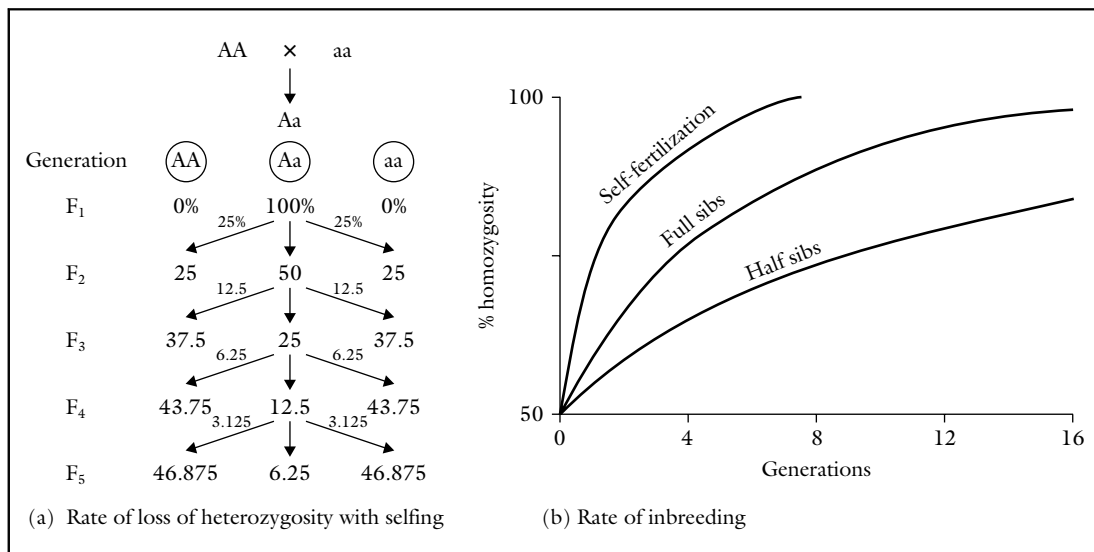 AA × aa
Aa
Generation AA Aa aa
F₁ 0% 100% 0%
25% 25%
F₂ 25 50 25
12.5 12.5
F₃ 37.5 25 37.5
6.25 6.25
F₄ 43.75 12.5 43.75
3.125 3.125
F₅ 46.875 6.25 46.875
(a) Rate of loss of heterozygosity with selfing
% homozygosity
100
50
Self-fertilization
Full sibs
Half sibs
0 4 8 12 16
Generations
(b) Rate of inbreeding